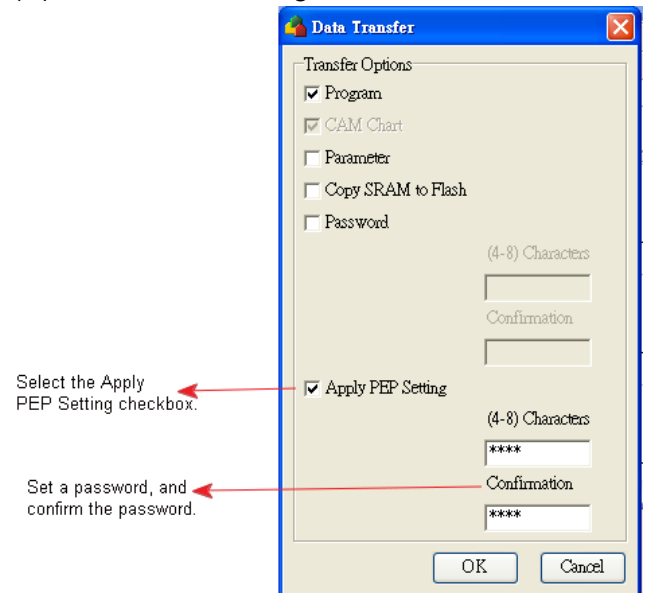 Data Transfer
Transfer Options
Program
CAM Chart
Parameter
Copy SRAM to Flash
Password
(4-8) Characters
Confirmation
Select the Apply
PEP Setting checkbox.
Apply PEP Setting
(4-8) Characters
****
Set a password, and
confirm the password.
Confirmation
****
OK
Cancel